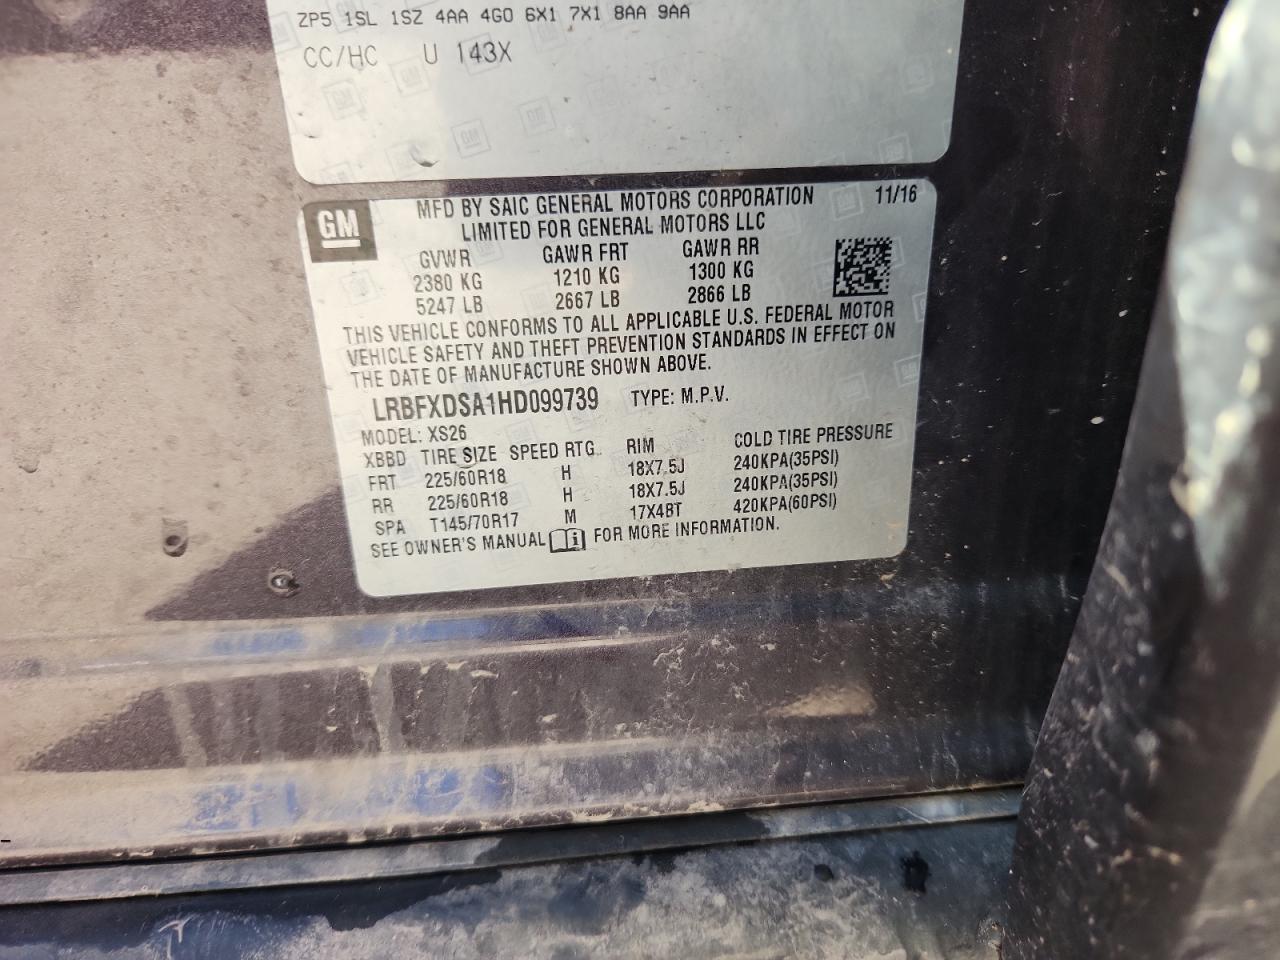 ZP5 1SL 1SZ 4AA 4G0 6X1 7X1 8AA 9AA
CC/HC U 143X
GM
MFD BY SAIC GENERAL MOTORS CORPORATION 11/16
LIMITED FOR GENERAL MOTORS LLC
GVWR GAWR FRT GAWR RR
2380 KG 1210 KG 1300 KG
5247 LB 2667 LB 2866 LB
THIS VEHICLE CONFORMS TO ALL APPLICABLE U.S. FEDERAL MOTOR
VEHICLE SAFETY AND THEFT PREVENTION STANDARDS IN EFFECT ON
THE DATE OF MANUFACTURE SHOWN ABOVE.
LRBFXDSA1HD099739 TYPE: M.P.V.
MODEL: XS26
XBBD TIRE SIZE SPEED RTG. RIM COLD TIRE PRESSURE
FRT 225/60R18 H 18X7.5J 240KPA(35PSI)
RR 225/60R18 H 18X7.5J 240KPA(35PSI)
SPA T145/70R17 M 17X4BT 420KPA(60PSI)
SEE OWNER'S MANUAL FOR MORE INFORMATION.